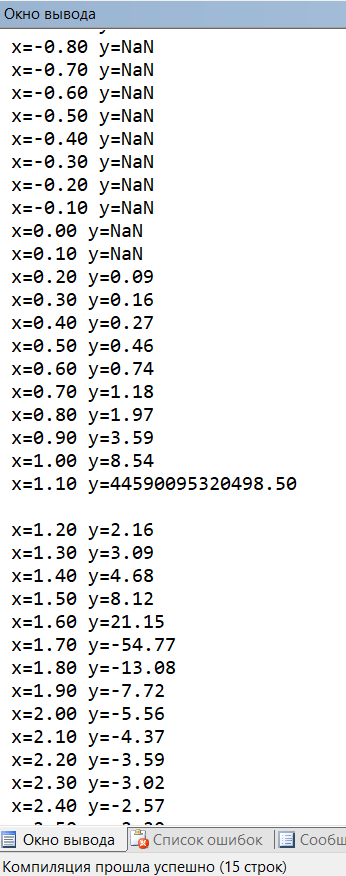 Окно вывода
x=-0.80 y=NaN
x=-0.70 y=NaN
x=-0.60 y=NaN
x=-0.50 y=NaN
x=-0.40 y=NaN
x=-0.30 y=NaN
x=-0.20 y=NaN
x=-0.10 y=NaN
x=0.00 y=NaN
x=0.10 y=NaN
x=0.20 y=0.09
x=0.30 y=0.16
x=0.40 y=0.27
x=0.50 y=0.46
x=0.60 y=0.74
x=0.70 y=1.18
x=0.80 y=1.97
x=0.90 y=3.59
x=1.00 y=8.54
x=1.10 y=44590095320498.50
x=1.20 y=2.16
x=1.30 y=3.09
x=1.40 y=4.68
x=1.50 y=8.12
x=1.60 y=21.15
x=1.70 y=-54.77
x=1.80 y=-13.08
x=1.90 y=-7.72
x=2.00 y=-5.56
x=2.10 y=-4.37
x=2.20 y=-3.59
x=2.30 y=-3.02
x=2.40 y=-2.57
Окно вывода Список ошибок Сообщ
Компиляция прошла успешно (15 строк)